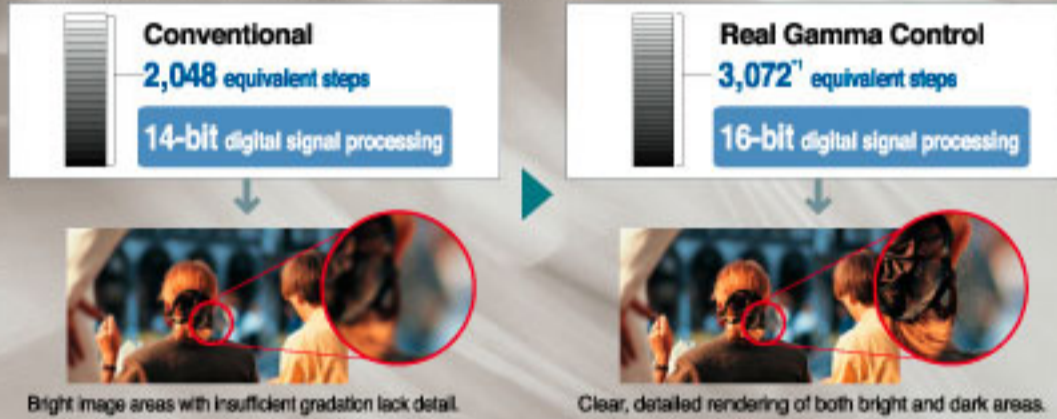 Conventional
2,048 equivalent steps
14-bit digital signal processing
Bright image areas with insufficient gradation lack detail.
Real Gamma Control
3,072*1 equivalent steps
16-bit digital signal processing
Clear, detailed rendering of both bright and dark areas.